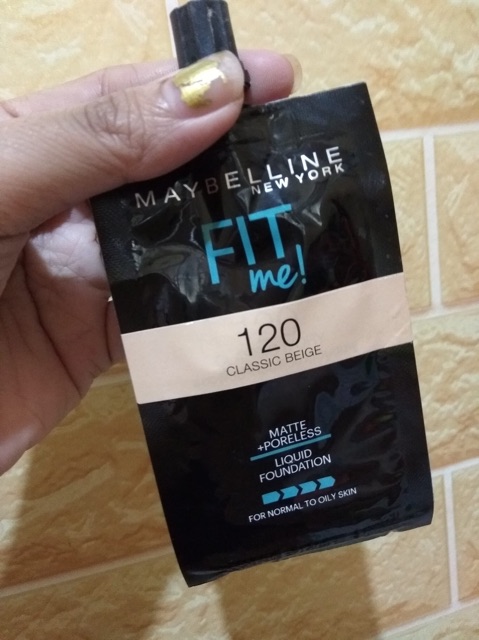 MAYBELLINE
NEW YORK
FIT
me!
120
CLASSIC BEIGE
MATTE
+PORELESS
LIQUID
FOUNDATION
FOR NORMAL TO OILY SKIN